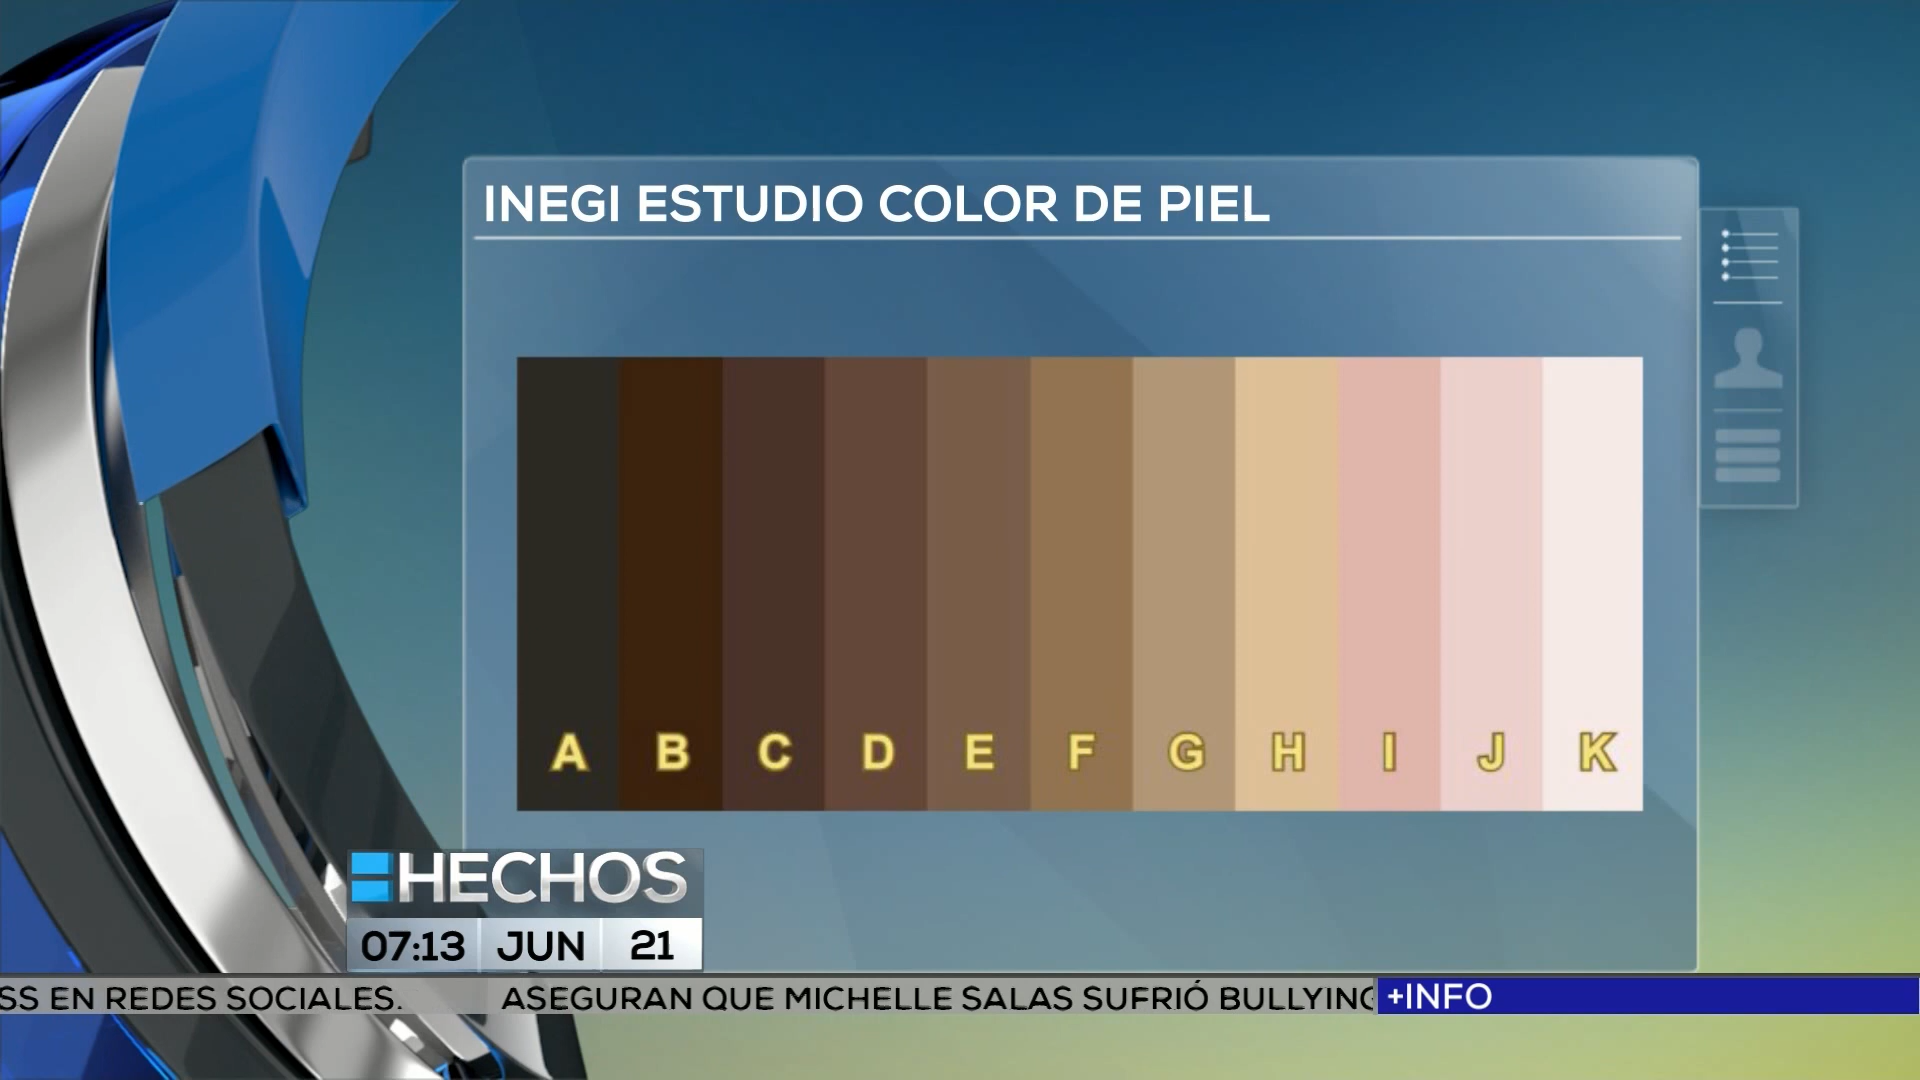 INEGI ESTUDIO COLOR DE PIEL
A B C D E F G H I J K
HECHOS
07:13 JUN 21
SS EN REDES SOCIALES. ASEGURAN QUE MICHELLE SALAS SUFRIÓ BULLYING +INFO